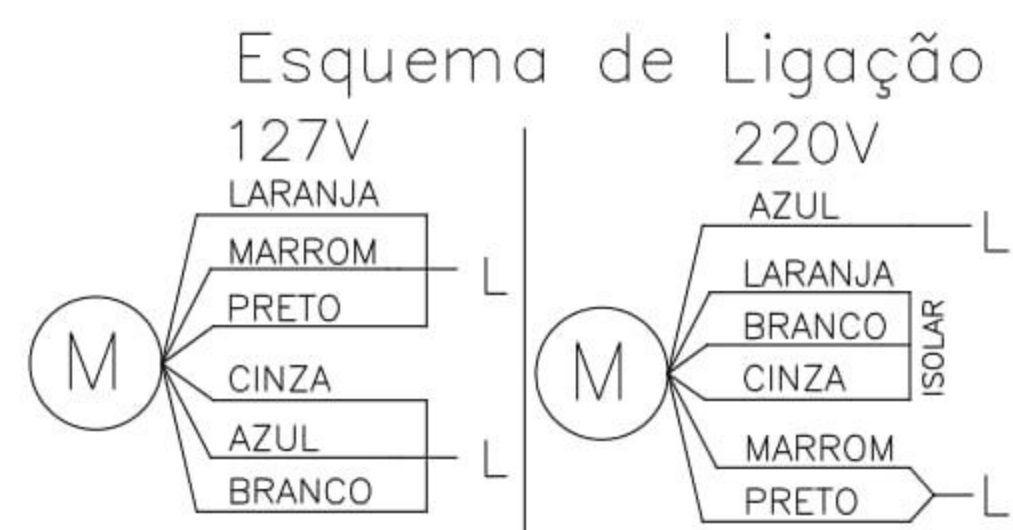 Esquema de Ligação
127V
LARANJA
MARROM
L
PRETO
M
CINZA
AZUL
L
BRANCO
220V
AZUL
L
LARANJA
BRANCO
CINZA
ISOLAR
M
MARROM
PRETO
L